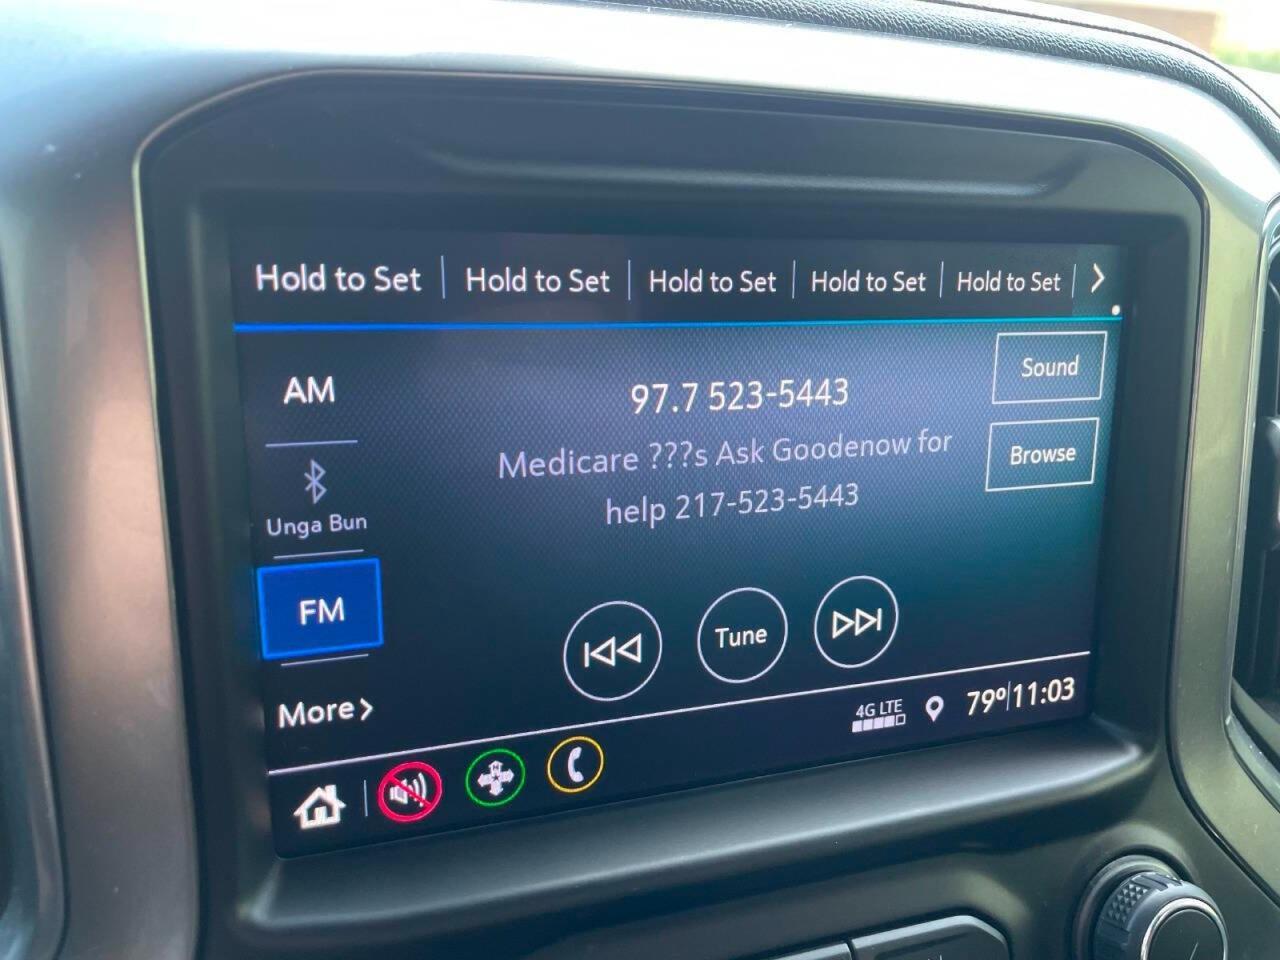 Hold to Set Hold to Set Hold to Set Hold to Set Hold to Set >
AM
Unga Bun
FM
More>
97.7 523-5443
Medicare ???s Ask Goodenow for
help 217-523-5443
Sound
Browse
Tune
4G LTE
79°|11:03